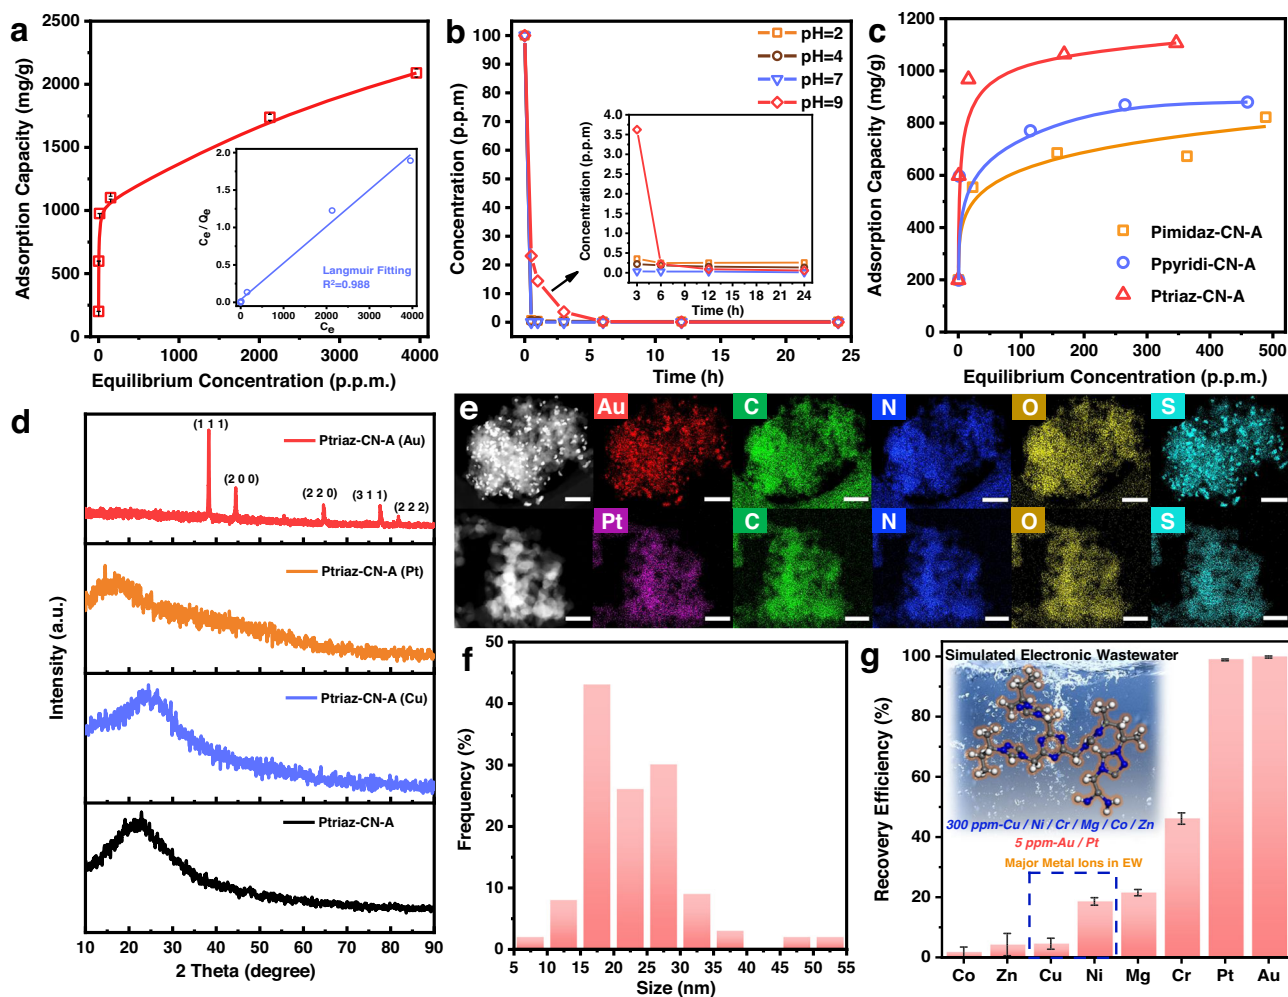 a
2500
2000
1500
1000
500
0
Adsorption Capacity (mg/g)
0 1000 2000 3000 4000
Equilibrium Concentration (p.p.m.)
2.0
1.5
1.0
0.5
0.0
Ce / Qe
Langmuir Fitting
R²=0.988
0 1000 2000 3000 4000
Ce
b
100
90
80
70
60
50
40
30
20
10
0
Concentration (p.p.m)
pH=2
pH=4
pH=7
pH=9
4.0
3.5
3.0
2.5
2.0
1.5
1.0
0.5
0.0
Concentration (p.p.m)
3 6 9 12 15 18 21 24
Time (h)
0 5 10 15 20 25
Time (h)
c
1200
1000
800
600
400
200
0
Adsorption Capacity (mg/g)
Pimidaz-CN-A
Ppyridi-CN-A
Ptriaz-CN-A
0 100 200 300 400 500
Equilibrium Concentration (p.p.m.)
d
Intensity (a.u.)
(1 1 1)
Ptriaz-CN-A (Au)
(2 0 0)
(2 2 0)
(3 1 1)
(2 2 2)
Ptriaz-CN-A (Pt)
Ptriaz-CN-A (Cu)
Ptriaz-CN-A
10 20 30 40 50 60 70 80 90
2 Theta (degree)
e
Au C N O S
Pt C N O S
f
50
40
30
20
10
0
Frequency (%)
5 10 15 20 25 30 35 40 45 50 55
Size (nm)
g
100
80
60
40
20
0
Recovery Efficiency (%)
Simulated Electronic Wastewater
300 ppm-Cu / Ni / Cr / Mg / Co / Zn
5 ppm-Au / Pt
Major Metal Ions in EW
Co Zn Cu Ni Mg Cr Pt Au